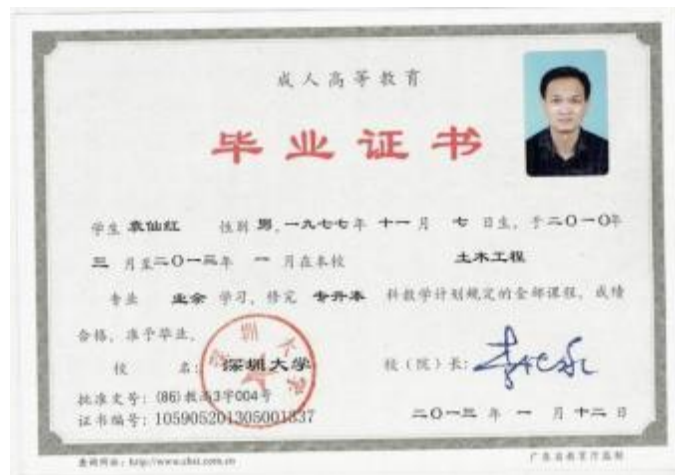 成人高等教育
毕业证书
学生 袁仙红 性别 男，一九七七年 十一 月 七 日生，于二〇一〇年
三 月至二〇一三年 一 月在本校 土木工程
专业 业余 学习，修完 专升本 科教学计划规定的全部课程，成绩
合格，准予毕业。
校 名：深圳大学 校（院）长：
批准文号：(86)教高3字004号
证书编号：105905201305001337
二〇一三 年 一 月 十二 日
查询网址：http://www.chsi.com.cn 广东省教育厅监制